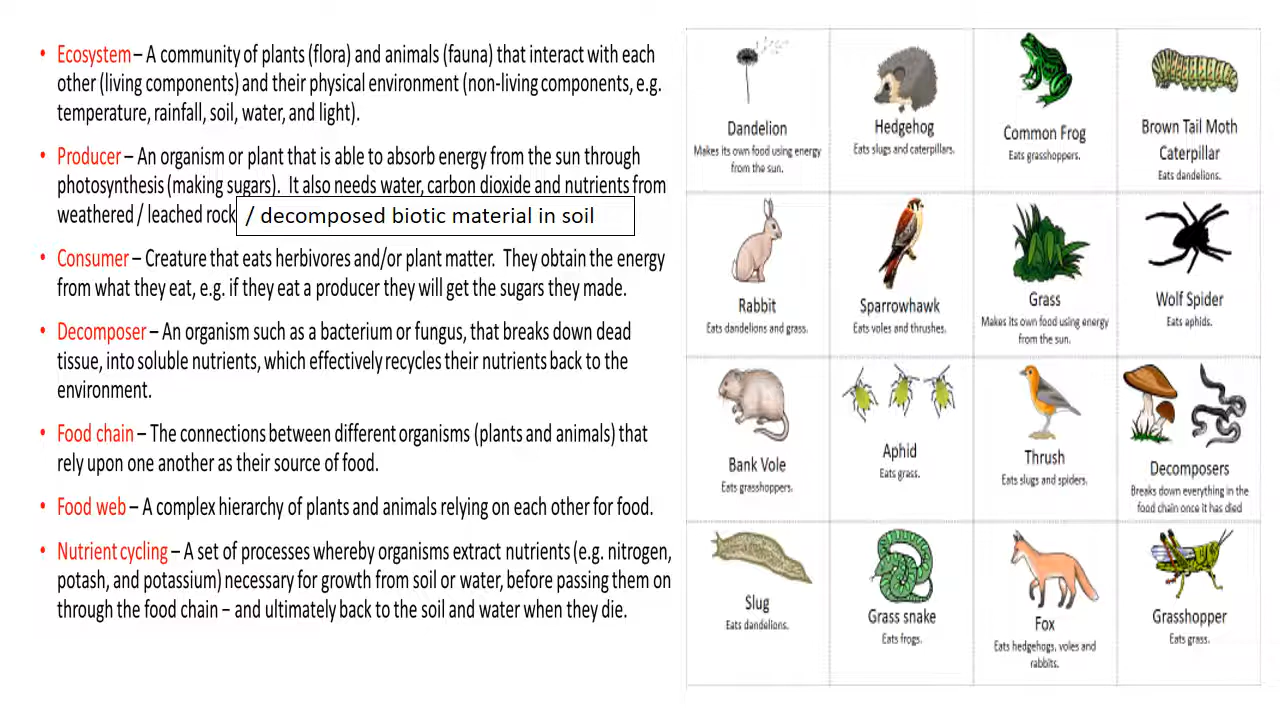 • Ecosystem – A community of plants (flora) and animals (fauna) that interact with each
other (living components) and their physical environment (non-living components, e.g.
temperature, rainfall, soil, water, and light).
• Producer – An organism or plant that is able to absorb energy from the sun through
photosynthesis (making sugars). It also needs water, carbon dioxide and nutrients from
weathered / leached rock / decomposed biotic material in soil
• Consumer – Creature that eats herbivores and/or plant matter. They obtain the energy
from what they eat, e.g. if they eat a producer they will get the sugars they made.
• Decomposer – An organism such as a bacterium or fungus, that breaks down dead
tissue, into soluble nutrients, which effectively recycles their nutrients back to the
environment.
• Food chain – The connections between different organisms (plants and animals) that
rely upon one another as their source of food.
• Food web – A complex hierarchy of plants and animals relying on each other for food.
• Nutrient cycling – A set of processes whereby organisms extract nutrients (e.g. nitrogen,
potash, and potassium) necessary for growth from soil or water, before passing them on
through the food chain – and ultimately back to the soil and water when they die.
Dandelion
Makes its own food using energy
from the sun.
Hedgehog
Eats slugs and caterpillars.
Common Frog
Eats grasshoppers.
Brown Tail Moth
Caterpillar
Eats dandelions.
Rabbit
Eats dandelions and grass.
Sparrowhawk
Eats voles and thrushes.
Grass
Makes its own food using energy
from the sun.
Wolf Spider
Eats aphids.
Bank Vole
Eats grasshoppers.
Aphid
Eats grass.
Thrush
Eats slugs and spiders.
Decomposers
Breaks down everything in the
food chain once it has died
Slug
Eats dandelions.
Grass snake
Eats frogs.
Fox
Eats hedgehogs, voles and
rabbits.
Grasshopper
Eats grass.